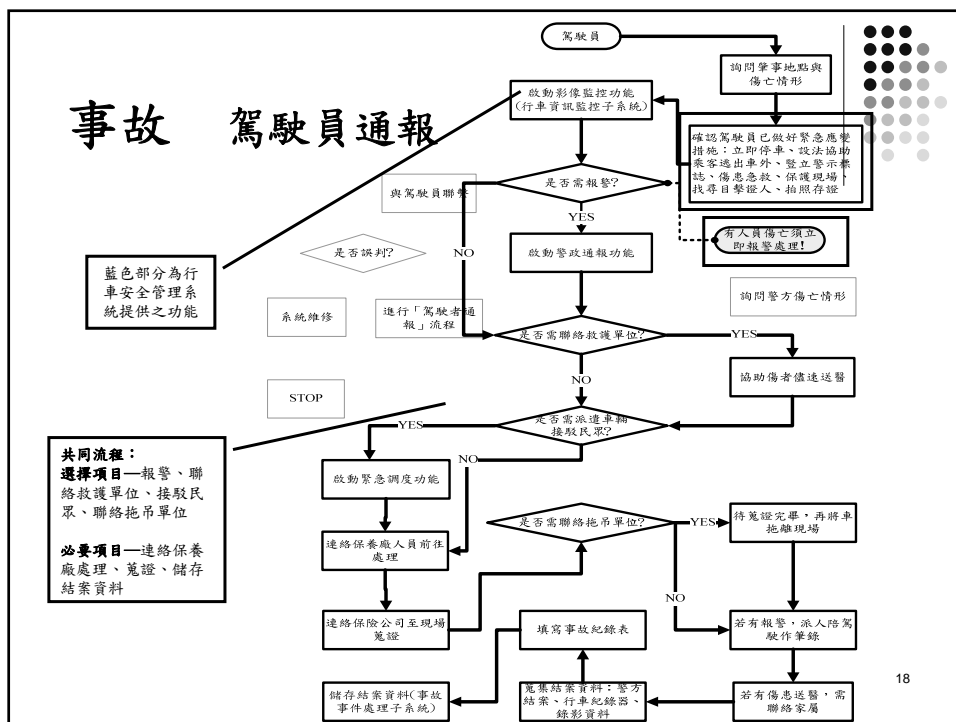 事故 駕駛員通報
駕駛員
詢問肇事地點與
傷亡情形
啟動影像監控功能
(行車資訊監控子系統)
確認駕駛員已做好緊急應變
措施：立即停車、設法協助
乘客逃出車外、豎立警示標
誌、傷患急救、保護現場、
找尋目擊證人、拍照存證
與駕駛員聯繫
是否需報警?
YES
NO
有人員傷亡須立
即報警處理!
是否誤判?
啟動警政通報功能
藍色部分為行
車安全管理系
統提供之功能
系統維修
進行「駕駛者通
報」流程
詢問警方傷亡情形
是否需聯絡救護單位?
YES
NO
協助傷者儘速送醫
STOP
是否需派遣車輛
接駁民眾?
YES
NO
共同流程：
選擇項目—報警、聯
絡救護單位、接駁民
眾、聯絡拖吊單位
必要項目—連絡保養
廠處理、蒐證、儲存
結案資料
啟動緊急調度功能
是否需聯絡拖吊單位?
YES
NO
待蒐證完畢，再將車
拖離現場
連絡保養廠人員前往
處理
連絡保險公司至現場
蒐證
填寫事故紀錄表
若有報警，派人陪駕
駛作筆錄
儲存結案資料(事故
事件處理子系統)
蒐集結案資料：警方
結案、行車紀錄器、
錄影資料
若有傷患送醫，需
聯絡家屬
18